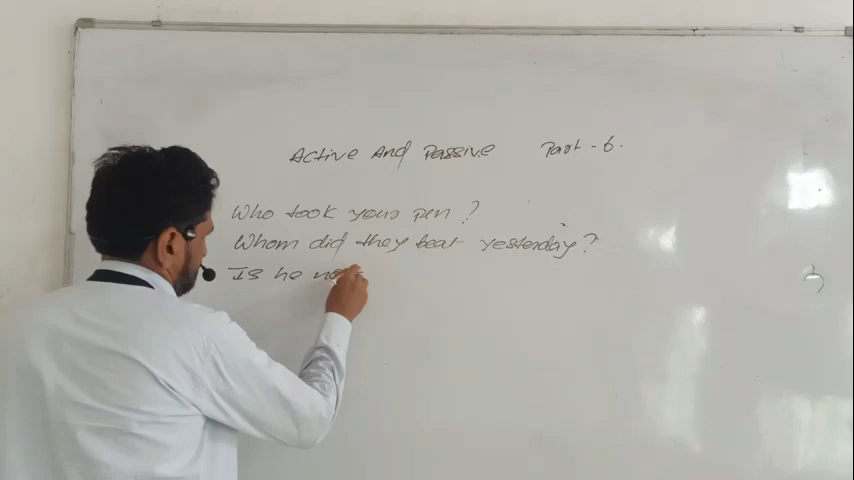 Active And Passive Part - 6.
Who took your pen ?
Whom did they beat yesterday ?
Is he